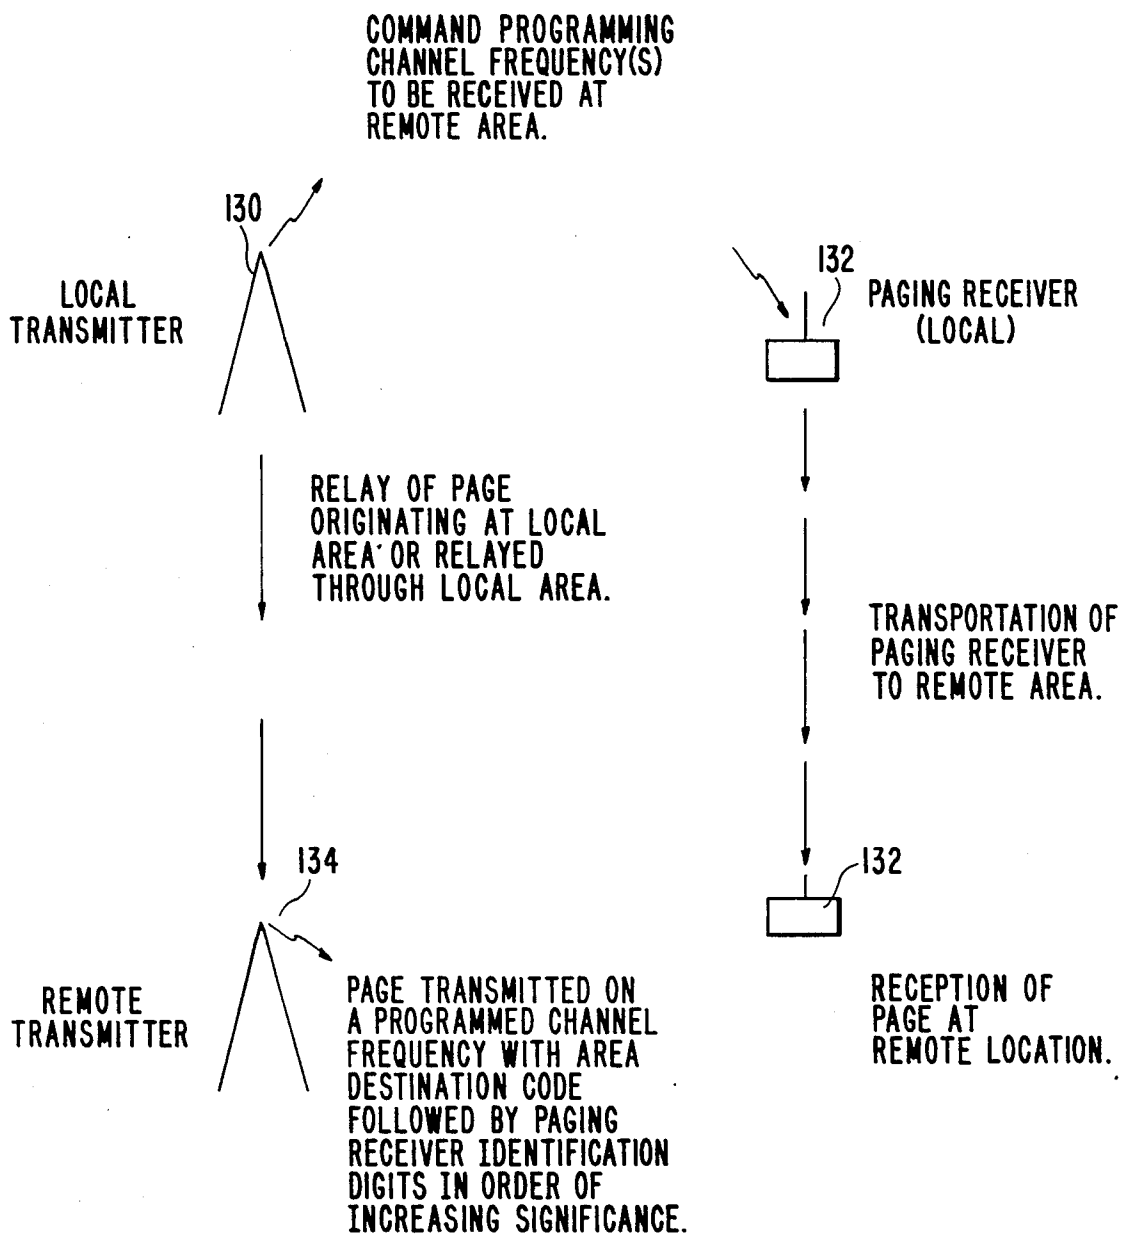 COMMAND PROGRAMMING
CHANNEL FREQUENCY(S)
TO BE RECEIVED AT
REMOTE AREA.
130
LOCAL
TRANSMITTER
132
PAGING RECEIVER
(LOCAL)
RELAY OF PAGE
ORIGINATING AT LOCAL
AREA OR RELAYED
THROUGH LOCAL AREA.
TRANSPORTATION OF
PAGING RECEIVER
TO REMOTE AREA.
134
132
REMOTE
TRANSMITTER
PAGE TRANSMITTED ON
A PROGRAMMED CHANNEL
FREQUENCY WITH AREA
DESTINATION CODE
FOLLOWED BY PAGING
RECEIVER IDENTIFICATION
DIGITS IN ORDER OF
INCREASING SIGNIFICANCE.
RECEPTION OF
PAGE AT
REMOTE LOCATION.